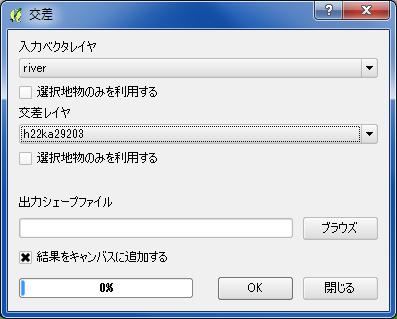 交差
入力ベクタレイヤ
river
選択地物のみを利用する
交差レイヤ
h22ka29203
選択地物のみを利用する
出力シェープファイル
ブラウズ
結果をキャンバスに追加する
0%
OK
閉じる